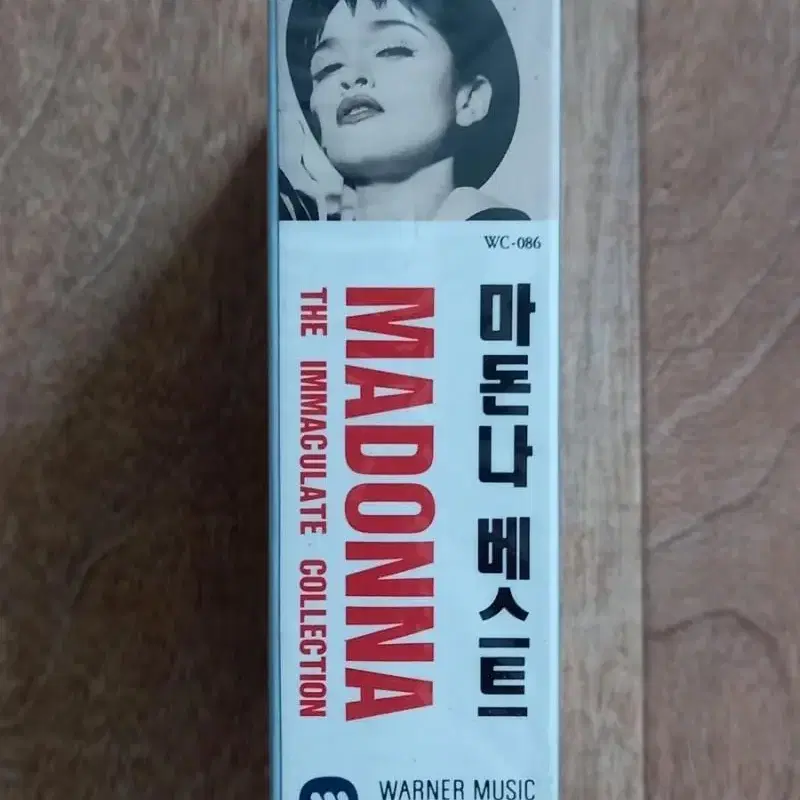 WC-086
마돈나 베스트
MADONNA
THE IMMACULATE COLLECTION
WARNER MUSIC